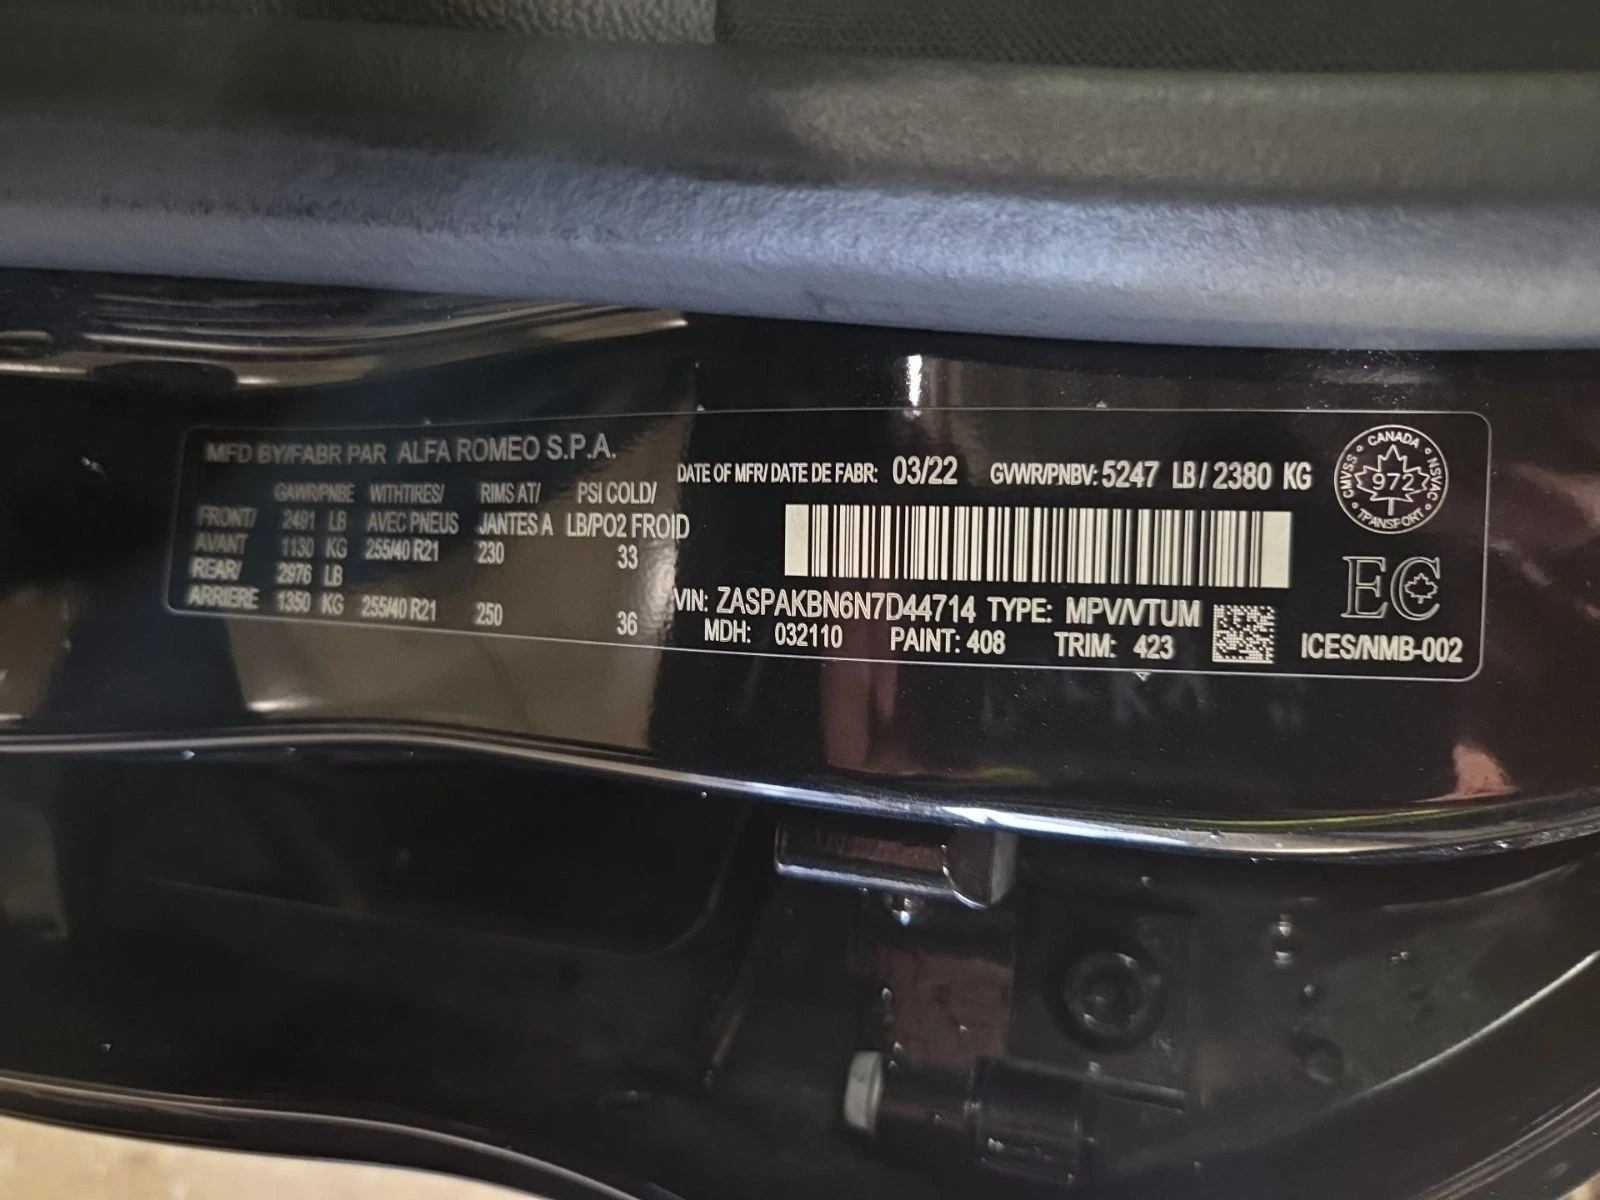 MFD BY/FABR PAR ALFA ROMEO S.P.A.
DATE OF MFR/ DATE DE FABR: 03/22 GVWR/PNBV: 5247 LB / 2380 KG
GAWR/PNBE WITH TIRES/ RIMS AT/ PSI COLD/
FRONT/ 2491 LB AVEC PNEUS JANTES A LB/PO2 FROID
AVANT 1130 KG 255/40 R21 230 33
REAR/ 2976 LB
ARRIERE 1350 KG 255/40 R21 250 36
VIN: ZASPAKBN6N7D44714 TYPE: MPV/VTUM
MDH: 032110 PAINT: 408 TRIM: 423
CANADA
CMVSS 972 NSVAC
TRANSPORT
EC
ICES/NMB-002